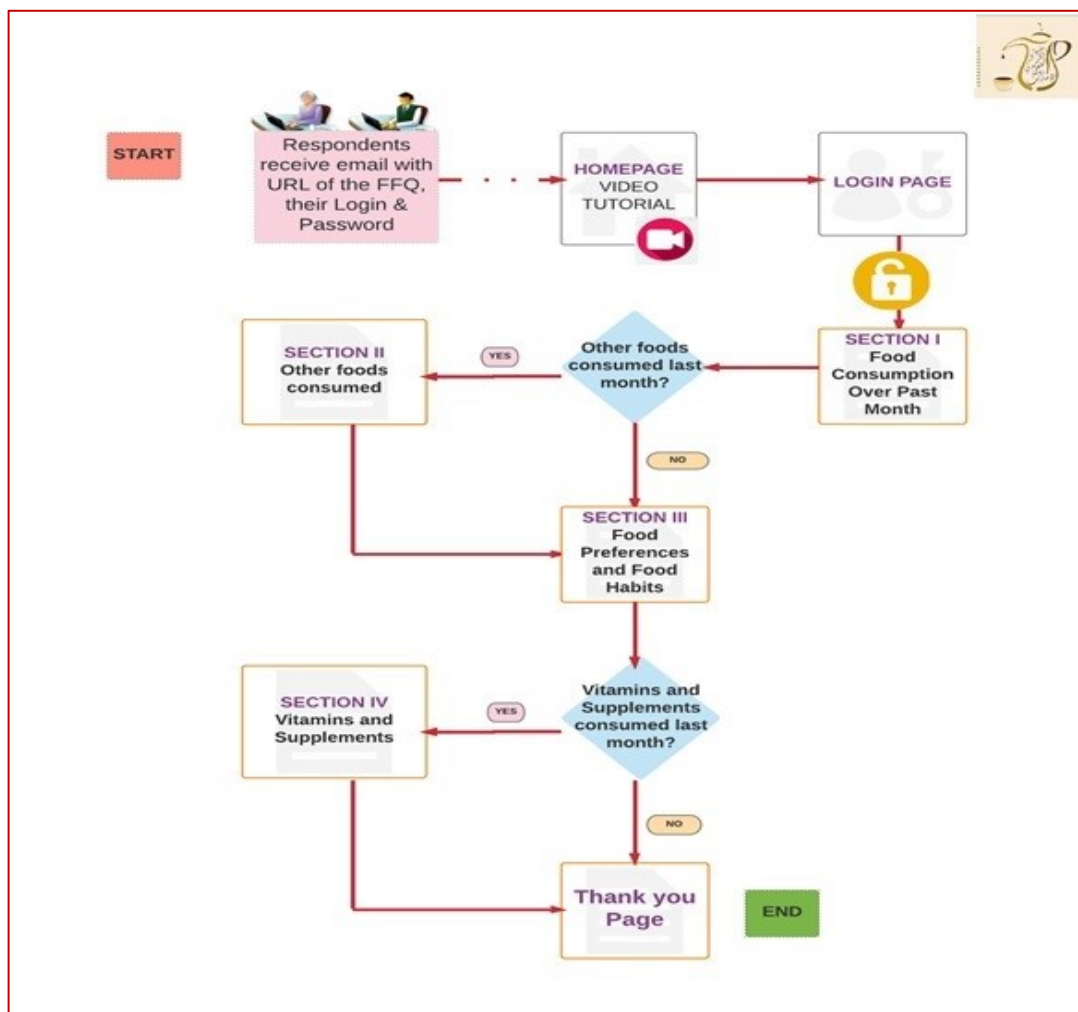 START
Respondents
receive email with
URL of the FFQ,
their Login &
Password
HOMEPAGE
VIDEO
TUTORIAL
LOGIN PAGE
SECTION I
Food
Consumption
Over Past
Month
Other foods
consumed last
month?
YES
SECTION II
Other foods
consumed
NO
SECTION III
Food
Preferences
and Food
Habits
Vitamins and
Supplements
consumed last
month?
YES
SECTION IV
Vitamins and
Supplements
NO
Thank you
Page
END